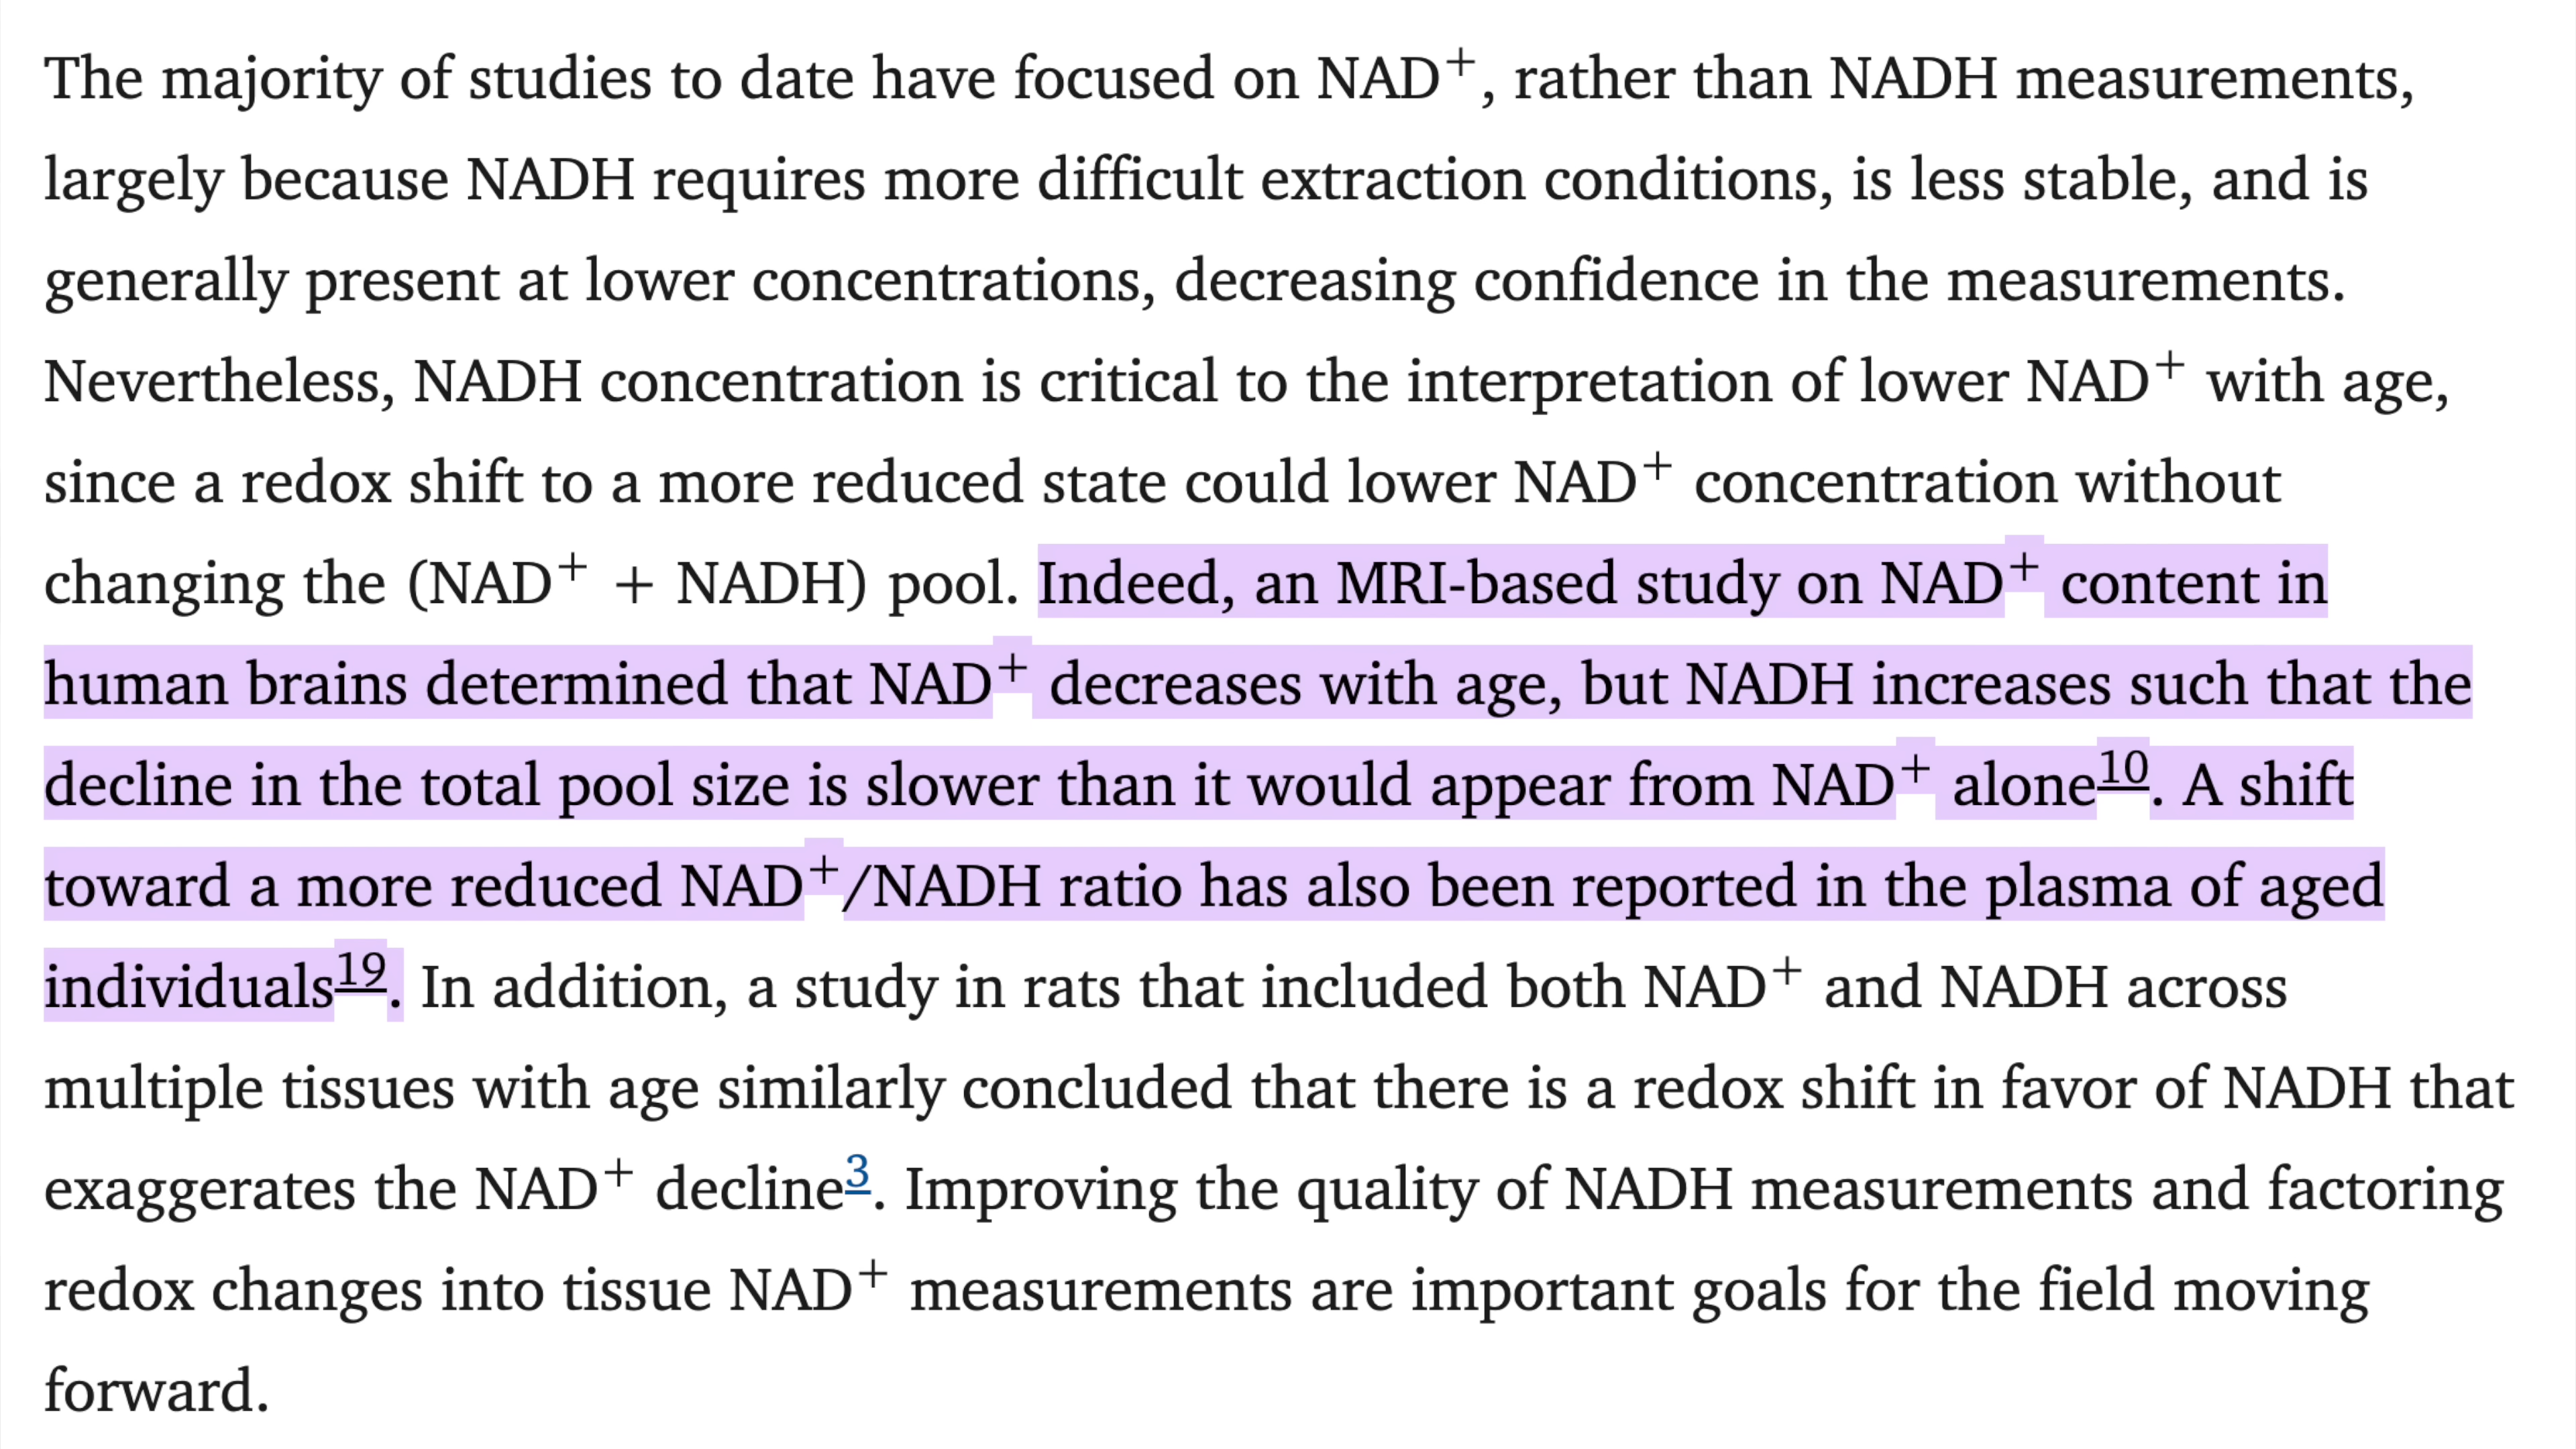 The majority of studies to date have focused on NAD⁺, rather than NADH measurements,
largely because NADH requires more difficult extraction conditions, is less stable, and is
generally present at lower concentrations, decreasing confidence in the measurements.
Nevertheless, NADH concentration is critical to the interpretation of lower NAD⁺ with age,
since a redox shift to a more reduced state could lower NAD⁺ concentration without
changing the (NAD⁺ + NADH) pool. Indeed, an MRI-based study on NAD⁺ content in
human brains determined that NAD⁺ decreases with age, but NADH increases such that the
decline in the total pool size is slower than it would appear from NAD⁺ alone¹⁰. A shift
toward a more reduced NAD⁺/NADH ratio has also been reported in the plasma of aged
individuals¹⁹. In addition, a study in rats that included both NAD⁺ and NADH across
multiple tissues with age similarly concluded that there is a redox shift in favor of NADH that
exaggerates the NAD⁺ decline³. Improving the quality of NADH measurements and factoring
redox changes into tissue NAD⁺ measurements are important goals for the field moving
forward.